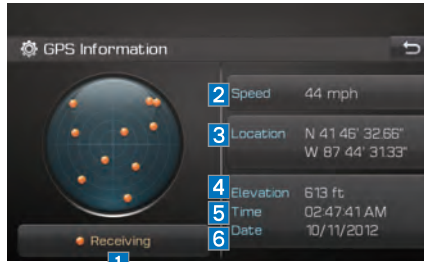 GPS Information
2 Speed 44 mph
3 Location N 41 46' 32.66"
W 87 44' 31.33"
4 Elevation 613 ft
5 Time 02:47:41 AM
6 Date 10/11/2012
Receiving
1